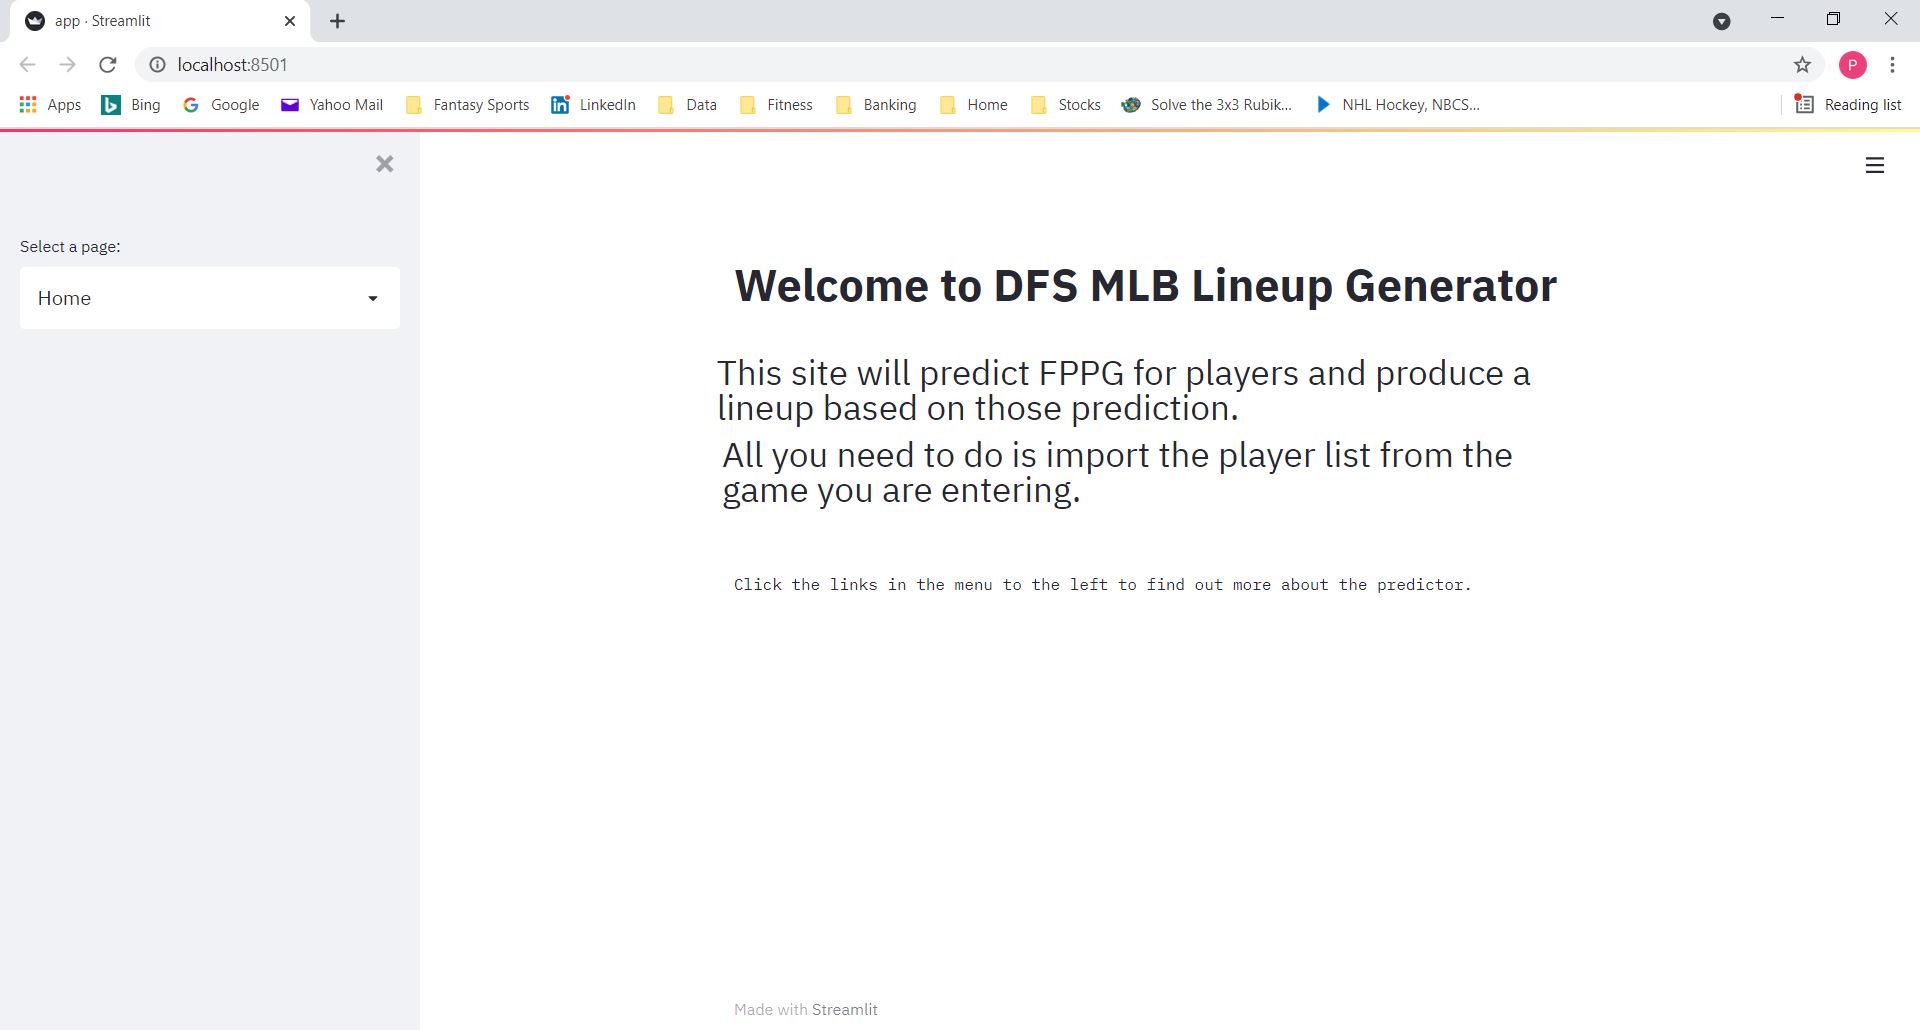 app · Streamlit
localhost:8501
P
Apps Bing Google Yahoo Mail Fantasy Sports LinkedIn Data Fitness Banking Home Stocks Solve the 3x3 Rubik... NHL Hockey, NBCS... Reading list
Select a page:
Home
Welcome to DFS MLB Lineup Generator
This site will predict FPPG for players and produce a
lineup based on those prediction.
All you need to do is import the player list from the
game you are entering.
Click the links in the menu to the left to find out more about the predictor.
Made with Streamlit